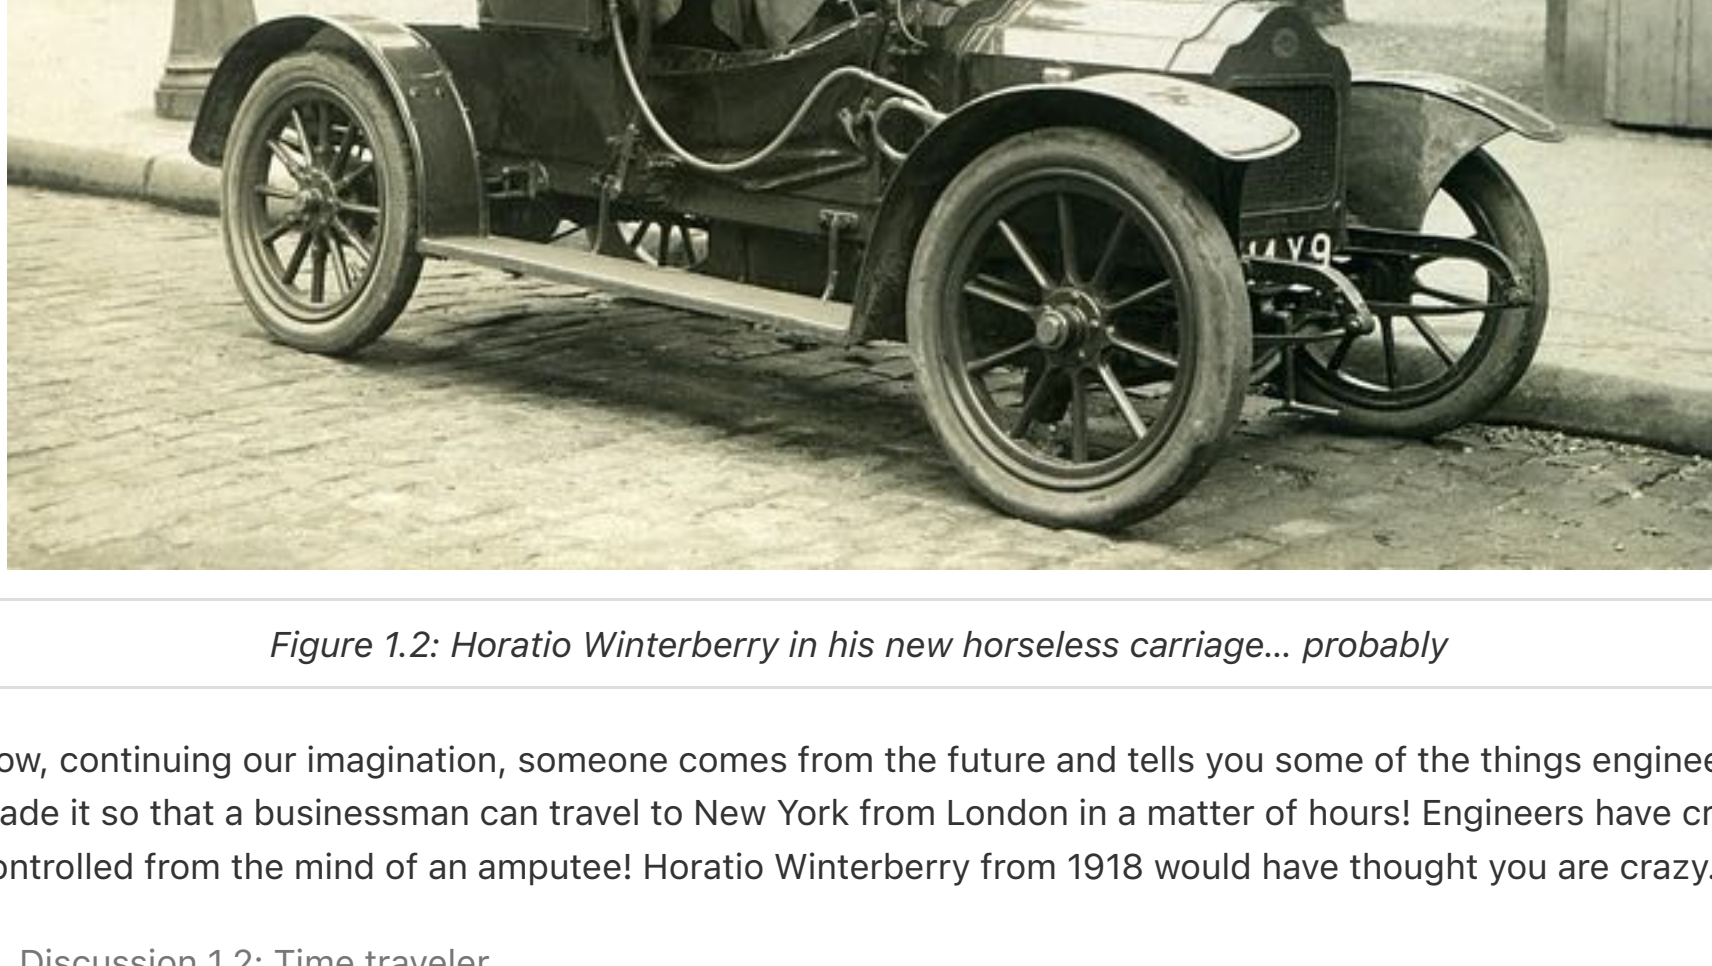 14 Y9
Figure 1.2: Horatio Winterberry in his new horseless carriage... probably
ow, continuing our imagination, someone comes from the future and tells you some of the things enginee
ade it so that a businessman can travel to New York from London in a matter of hours! Engineers have cr
ontrolled from the mind of an amputee! Horatio Winterberry from 1918 would have thought you are crazy.
Discussion 1.2: Time traveler